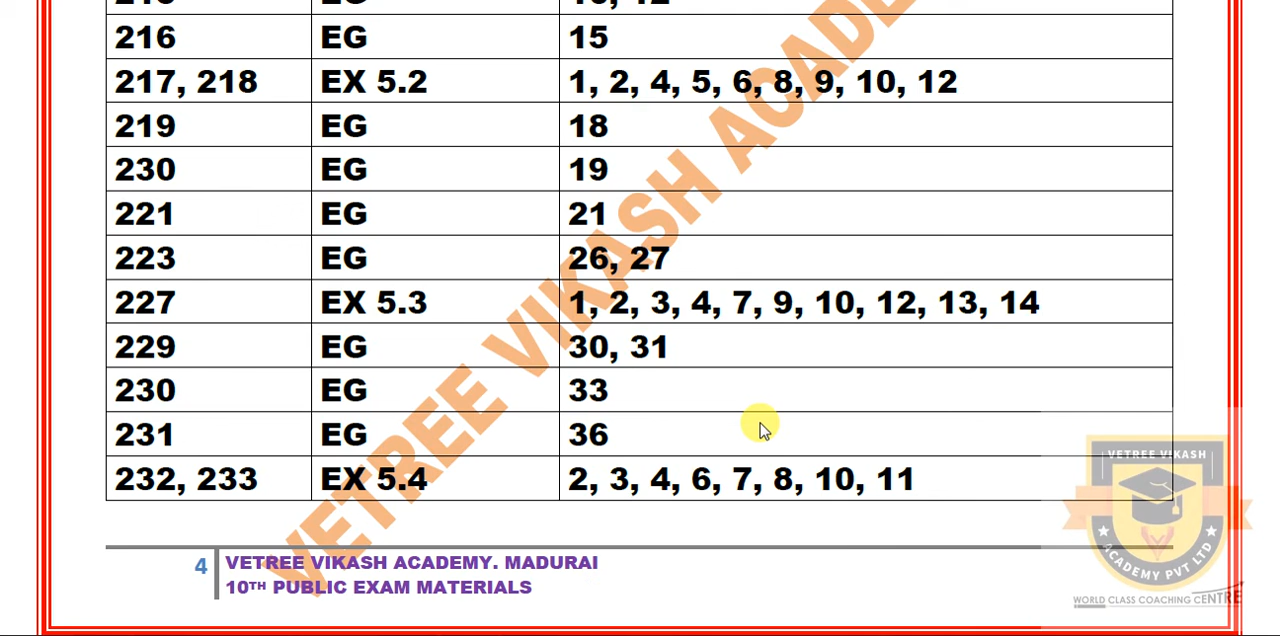 216 EG 15
217, 218 EX 5.2 1, 2, 4, 5, 6, 8, 9, 10, 12
219 EG 18
230 EG 19
221 EG 21
223 EG 26, 27
227 EX 5.3 1, 2, 3, 4, 7, 9, 10, 12, 13, 14
229 EG 30, 31
230 EG 33
231 EG 36
232, 233 EX 5.4 2, 3, 4, 6, 7, 8, 10, 11
VETREE VIKASH ACADE
4 VETREE VIKASH ACADEMY. MADURAI
10TH PUBLIC EXAM MATERIALS
VETREE VIKASH
ACADEMY PVT LTD
WORLD CLASS COACHING CENTRE